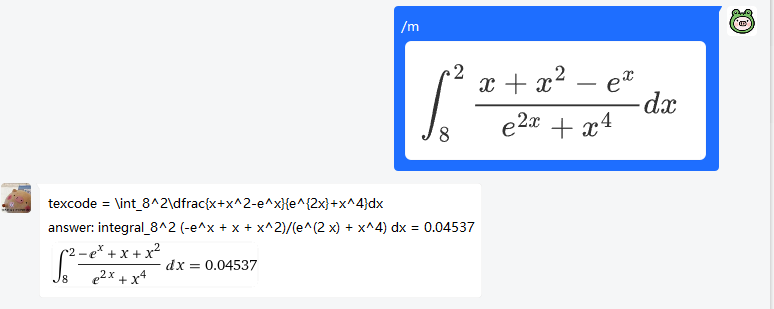 /m
\int_8^2 \frac{x + x^2 - e^x}{e^{2x} + x^4} dx
texcode = \int_8^2\dfrac{x+x^2-e^x}{e^{2x}+x^4}dx
answer: integral_8^2 (-e^x + x + x^2)/(e^(2 x) + x^4) dx = 0.04537
\int_8^2 \frac{-e^x + x + x^2}{e^{2x} + x^4} dx = 0.04537